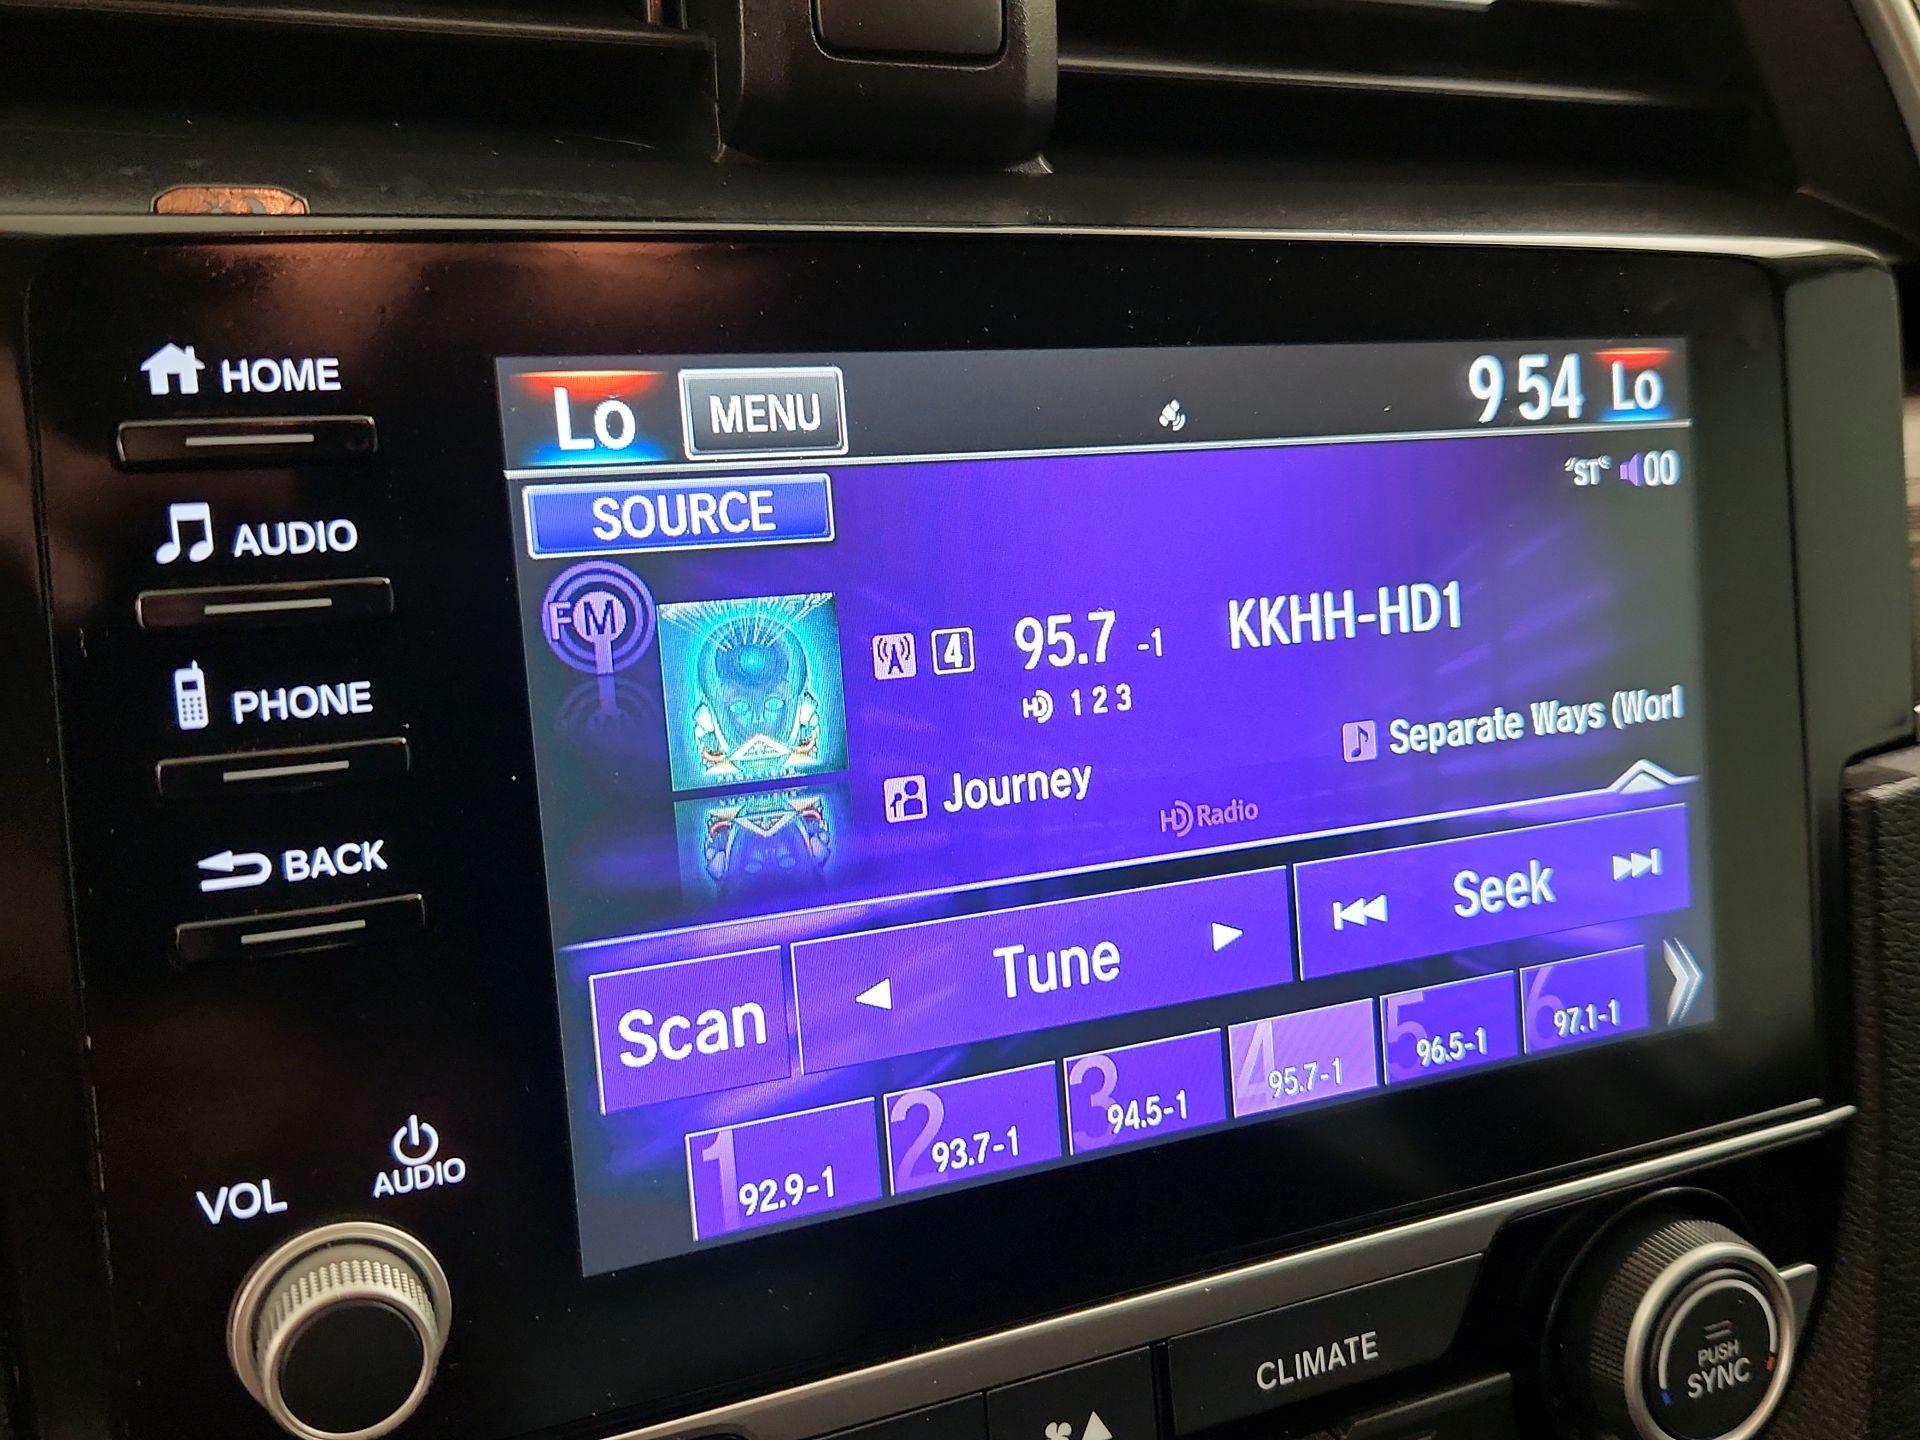 HOME
AUDIO
PHONE
BACK
VOL
AUDIO
Lo
MENU
9 54
Lo
"ST"
00
SOURCE
FM
4
95.7 -1
KKHH-HD1
HD 1 2 3
Separate Ways (Worl
Journey
HD Radio
Scan
Tune
Seek
1 92.9-1
2 93.7-1
3 94.5-1
4 95.7-1
5 96.5-1
6 97.1-1
CLIMATE
PUSH
SYNC